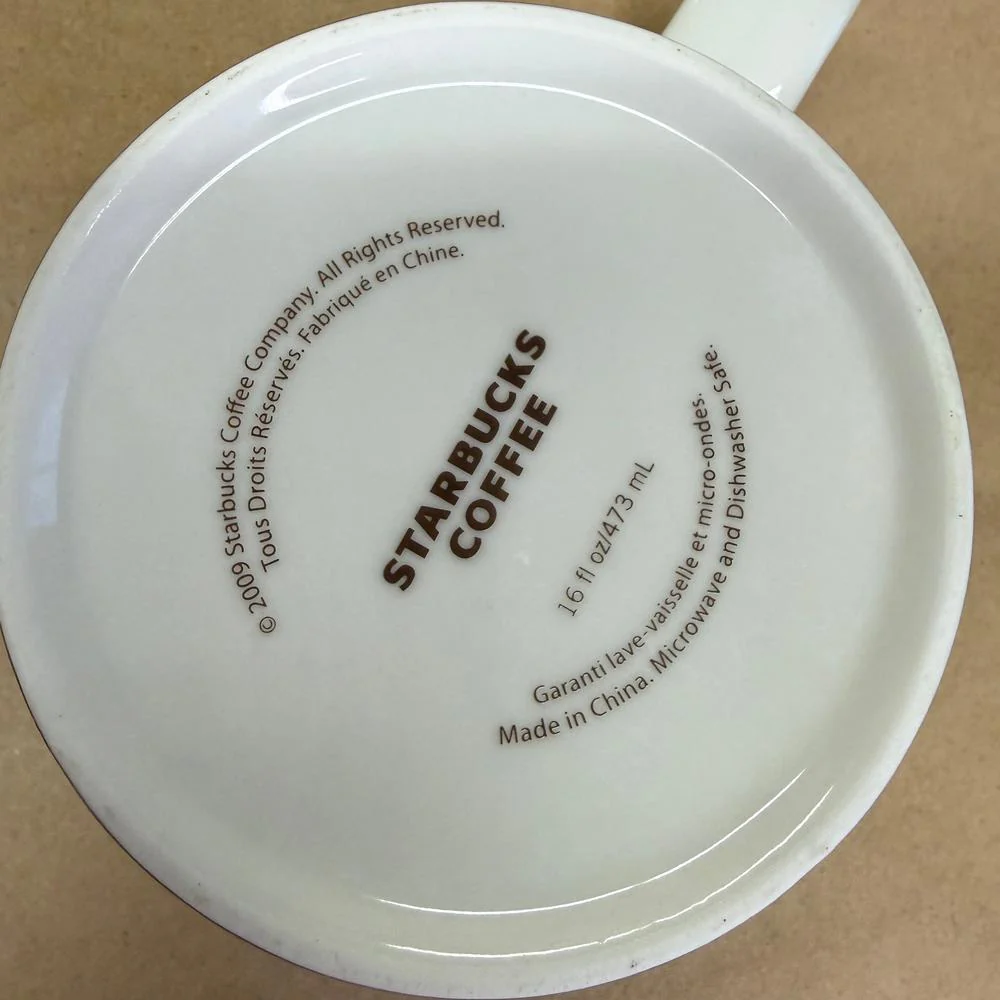 © 2009 Starbucks Coffee Company. All Rights Reserved.
Tous Droits Réservés. Fabriqué en Chine.
STARBUCKS
COFFEE
16 fl oz/473 mL
Garanti lave-vaisselle et micro-ondes.
Made in China. Microwave and Dishwasher Safe.